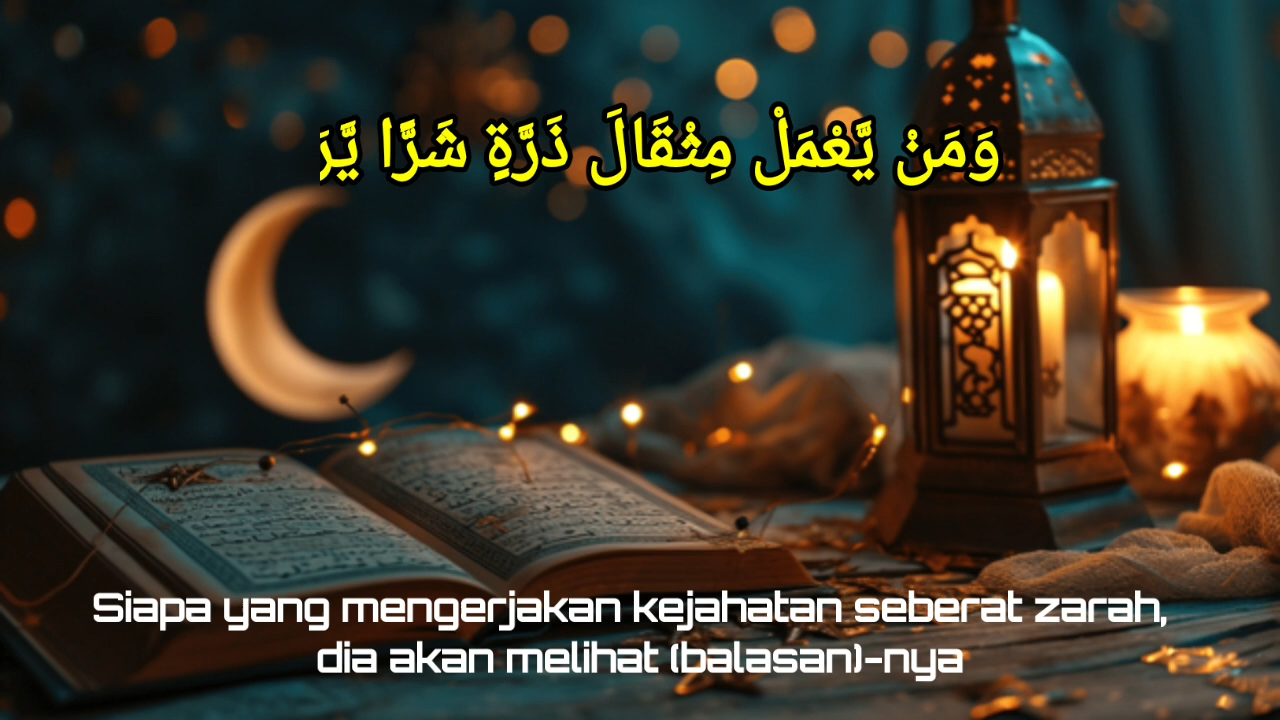 وَمَنْ يَّعْمَلْ مِثْقَالَ ذَرَّةٍ شَرًّا يَّرَ
Siapa yang mengerjakan kejahatan seberat zarah,
dia akan melihat (balasan)-nya